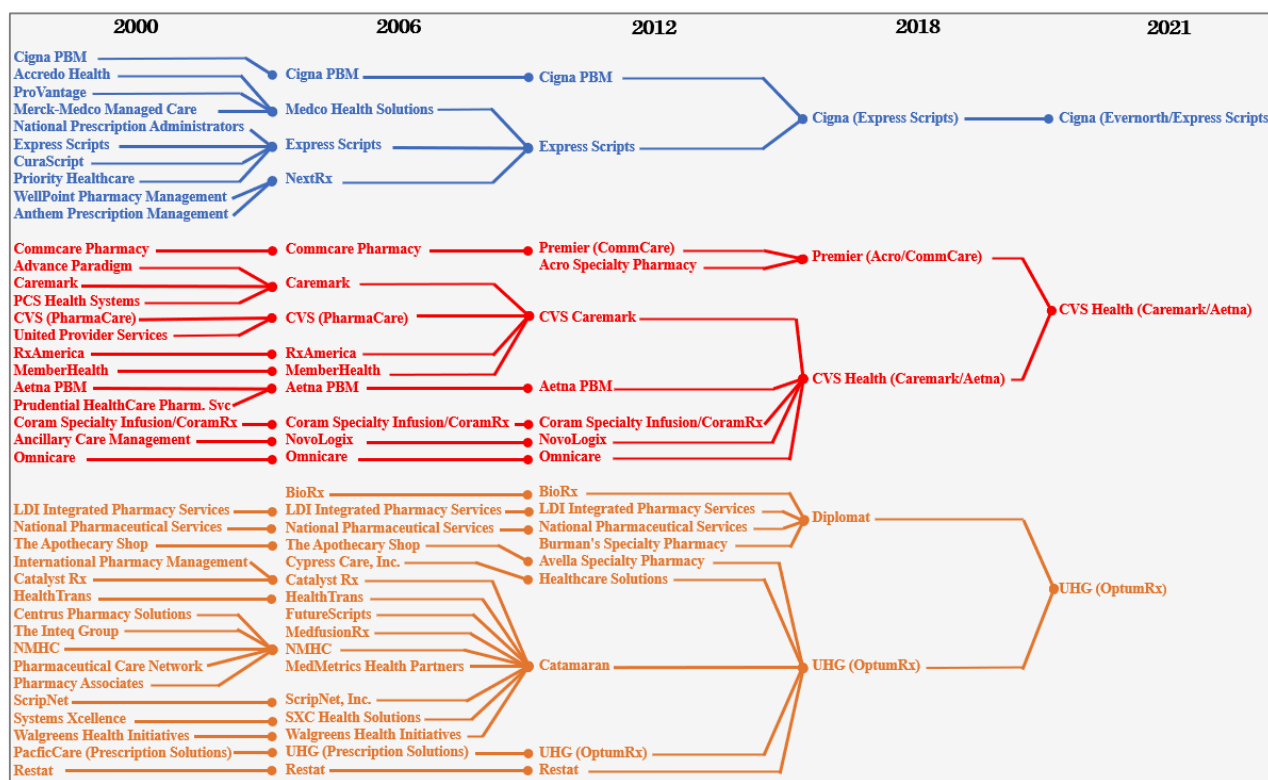 2000 2006 2012 2018 2021
Cigna PBM
Accredo Health
ProVantage
Merck-Medco Managed Care
National Prescription Administrators
Express Scripts
CuraScript
Priority Healthcare
WellPoint Pharmacy Management
Anthem Prescription Management
Cigna PBM
Medco Health Solutions
Express Scripts
NextRx
Cigna PBM
Express Scripts
Cigna (Express Scripts)
Cigna (Evernorth/Express Scripts
Commcare Pharmacy
Advance Paradigm
Caremark
PCS Health Systems
CVS (PharmaCare)
United Provider Services
RxAmerica
MemberHealth
Aetna PBM
Prudential HealthCare Pharm. Svc
Coram Specialty Infusion/CoramRx
Ancillary Care Management
Omnicare
Commcare Pharmacy
Caremark
CVS (PharmaCare)
RxAmerica
MemberHealth
Aetna PBM
Coram Specialty Infusion/CoramRx
NovoLogix
Omnicare
Premier (CommCare)
Acro Specialty Pharmacy
CVS Caremark
Aetna PBM
Coram Specialty Infusion/CoramRx
NovoLogix
Omnicare
Premier (Acro/CommCare)
CVS Health (Caremark/Aetna)
CVS Health (Caremark/Aetna)
LDI Integrated Pharmacy Services
National Pharmaceutical Services
The Apothecary Shop
International Pharmacy Management
Catalyst Rx
HealthTrans
Centrus Pharmacy Solutions
The Inteq Group
NMHC
Pharmaceutical Care Network
Pharmacy Associates
ScripNet
Systems Xcellence
Walgreens Health Initiatives
PacficCare (Prescription Solutions)
Restat
BioRx
LDI Integrated Pharmacy Services
National Pharmaceutical Services
The Apothecary Shop
Cypress Care, Inc.
Catalyst Rx
HealthTrans
FutureScripts
MedfusionRx
NMHC
MedMetrics Health Partners
ScripNet, Inc.
SXC Health Solutions
Walgreens Health Initiatives
UHG (Prescription Solutions)
Restat
BioRx
LDI Integrated Pharmacy Services
National Pharmaceutical Services
Burman's Specialty Pharmacy
Avella Specialty Pharmacy
Healthcare Solutions
Catamaran
UHG (OptumRx)
Restat
Diplomat
UHG (OptumRx)
UHG (OptumRx)